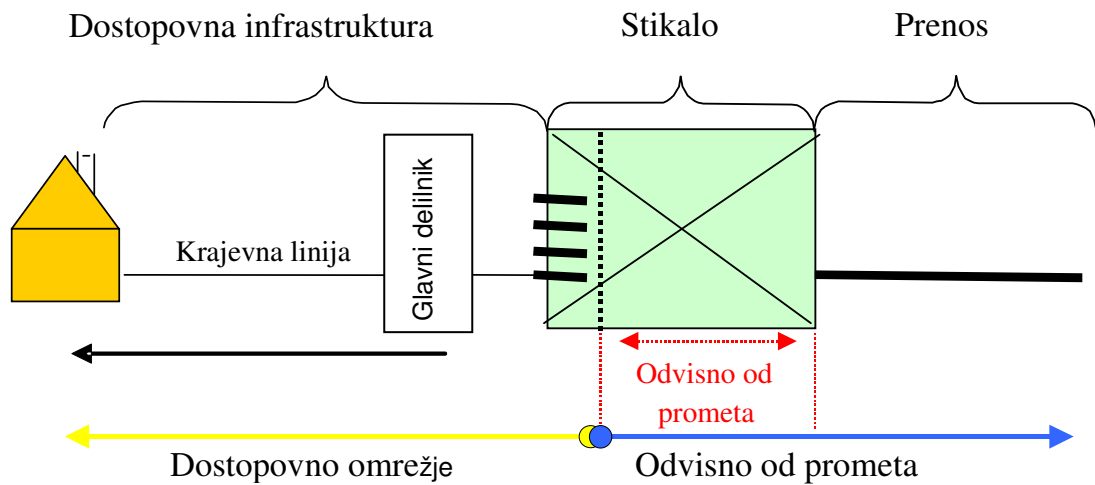 Dostopovna infrastruktura
Stikalo
Prenos
Krajevna linija
Glavni delilnik
Odvisno od
prometa
Dostopovno omrežje
Odvisno od prometa